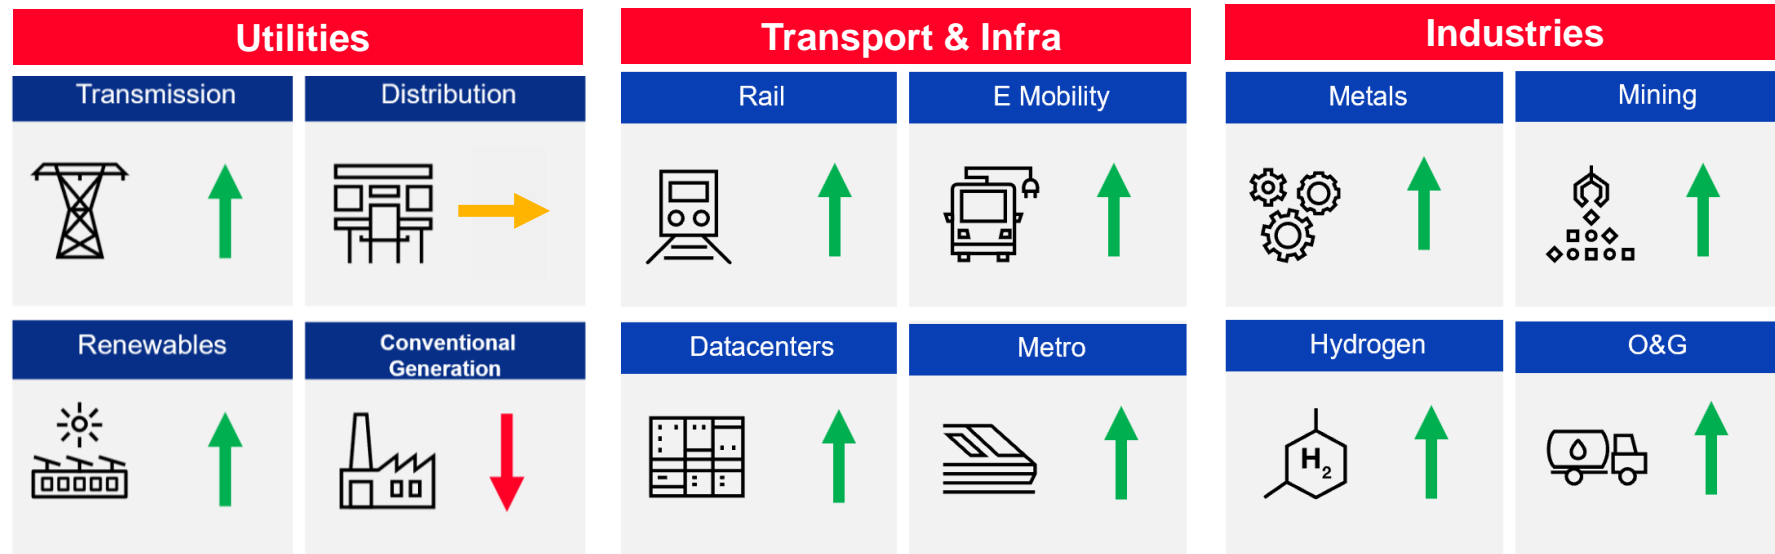 Utilities
Transport & Infra
Industries
Transmission
Distribution
Rail
E Mobility
Metals
Mining
Renewables
Conventional
Generation
Datacenters
Metro
Hydrogen
O&G
H2